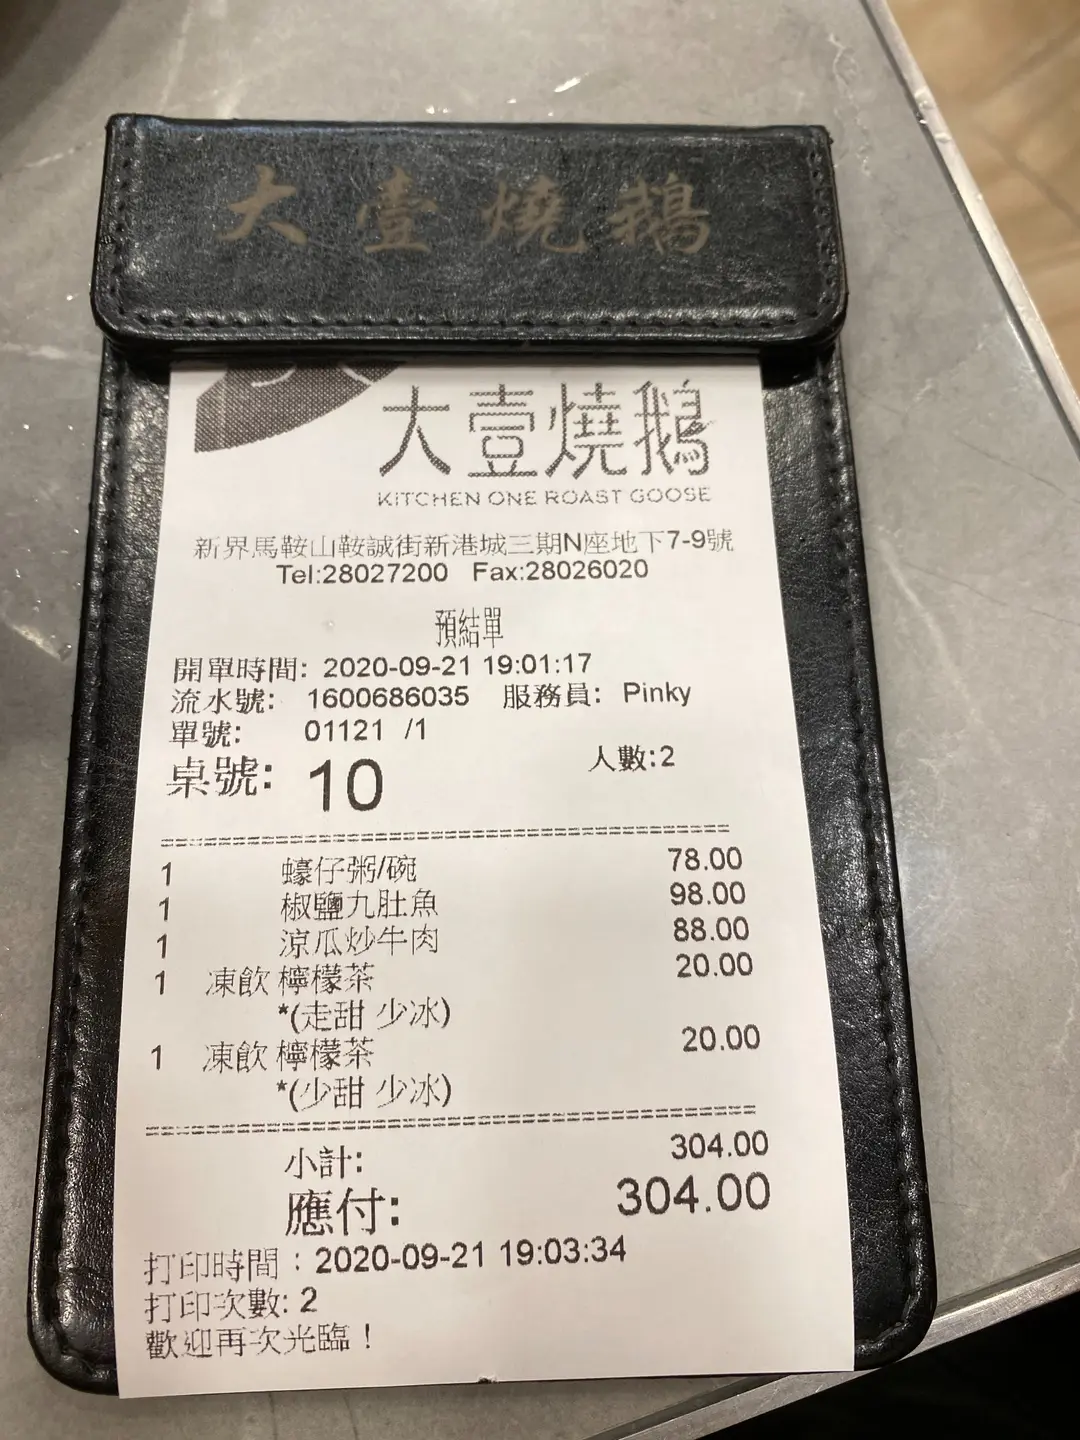 大壹燒鵝
大壹燒鵝
KITCHEN ONE ROAST GOOSE
新界馬鞍山鞍誠街新港城三期N座地下7-9號
Tel:28027200 Fax:28026020
預結單
開單時間: 2020-09-21 19:01:17
流水號: 1600686035 服務員: Pinky
單號: 01121 /1
桌號: 10 人數:2
1 蠔仔粥/碗 78.00
1 椒鹽九肚魚 98.00
1 涼瓜炒牛肉 88.00
1 凍飲 檸檬茶 20.00
*(走甜 少冰)
1 凍飲 檸檬茶 20.00
*(少甜 少冰)
小計: 304.00
應付: 304.00
打印時間：2020-09-21 19:03:34
打印次數: 2
歡迎再次光臨！